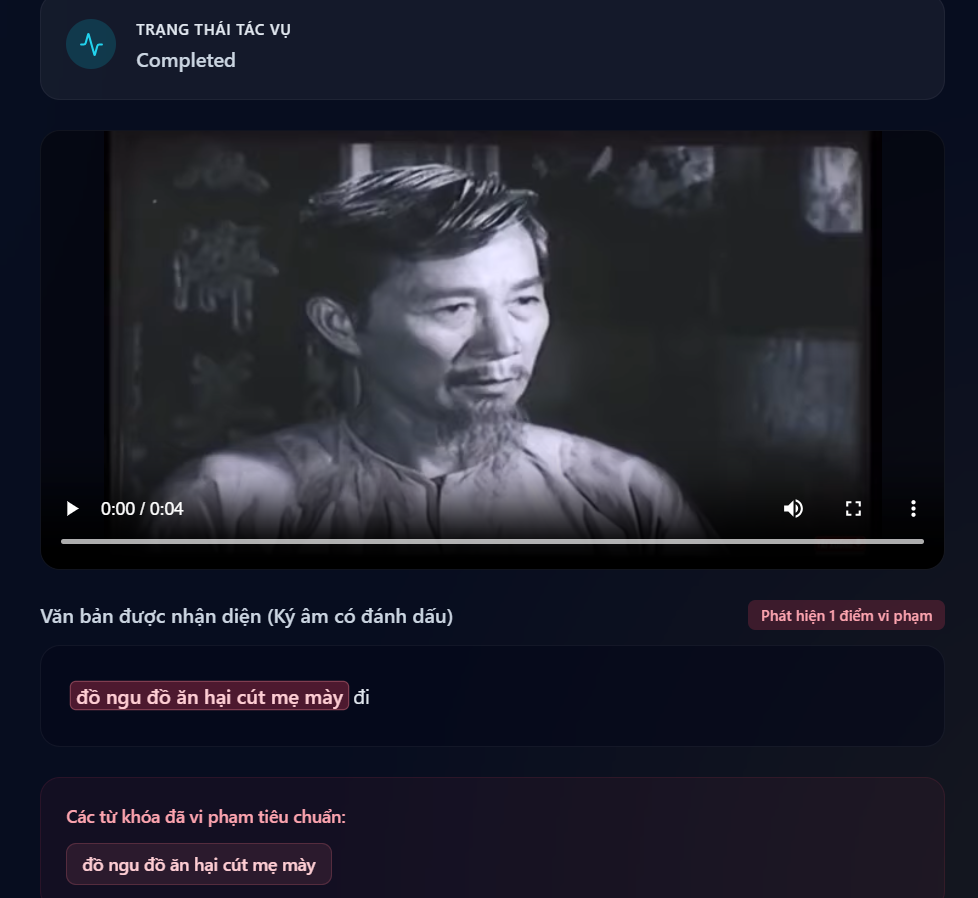 TRẠNG THÁI TÁC VỤ
Completed
0:00 / 0:04
Văn bản được nhận diện (Ký âm có đánh dấu)
Phát hiện 1 điểm vi phạm
đồ ngu đồ ăn hại cút mẹ mày đi
Các từ khóa đã vi phạm tiêu chuẩn:
đồ ngu đồ ăn hại cút mẹ mày